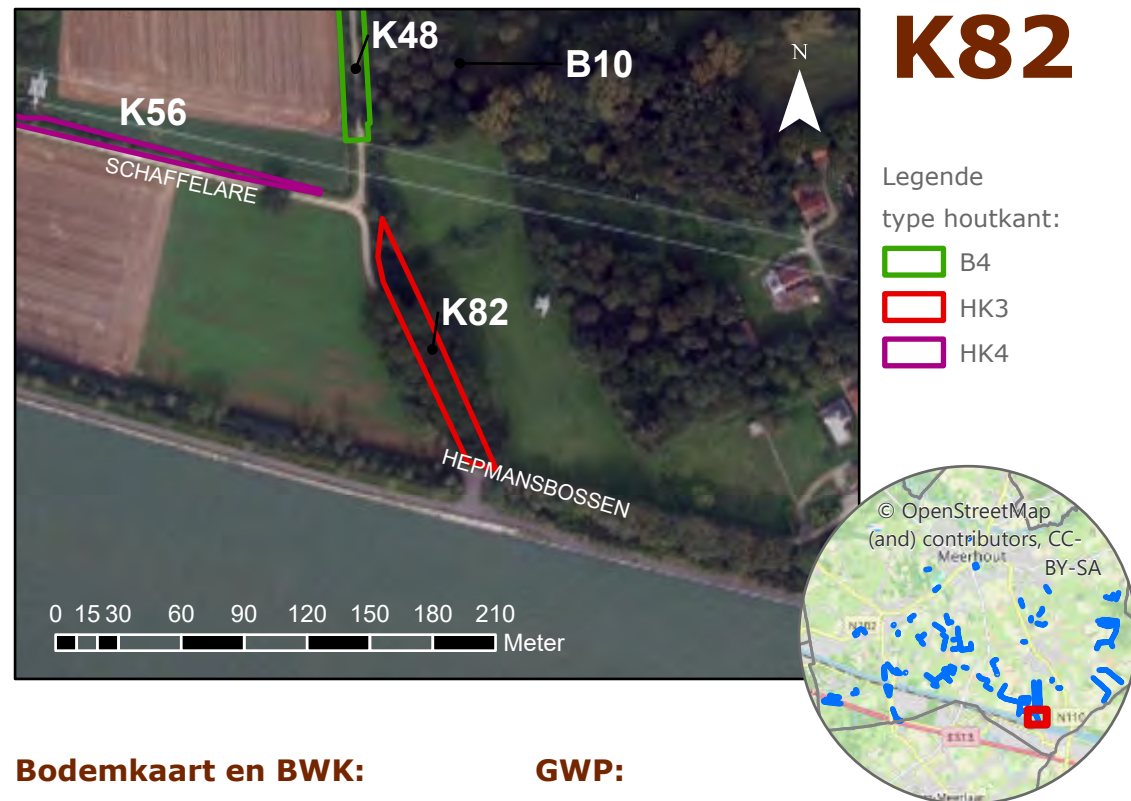 K82
K48
B10
N
K56
SCHAFFELARE
Legende
type houtkant:
B4
HK3
HK4
K82
HEPMANSBOSSEN
0 15 30 60 90 120 150 180 210
Meter
© OpenStreetMap
(and) contributors, CC-
BY-SA
Meerhout
N102
N110
E313
Bodemkaart en BWK:
GWP: